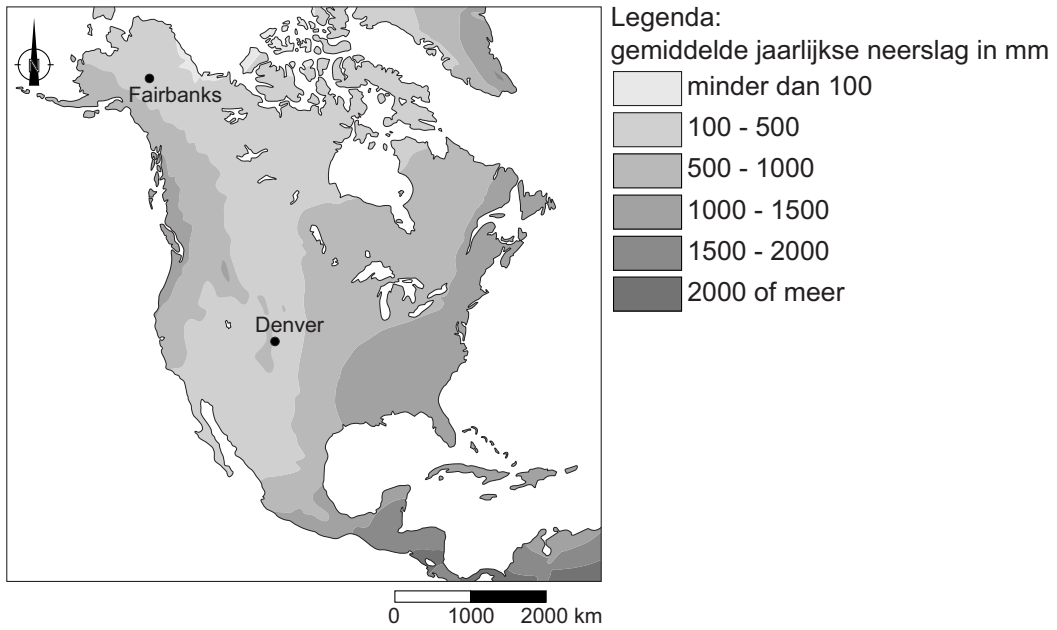 N
Fairbanks
Denver
0 1000 2000 km
Legenda:
gemiddelde jaarlijkse neerslag in mm
minder dan 100
100 - 500
500 - 1000
1000 - 1500
1500 - 2000
2000 of meer